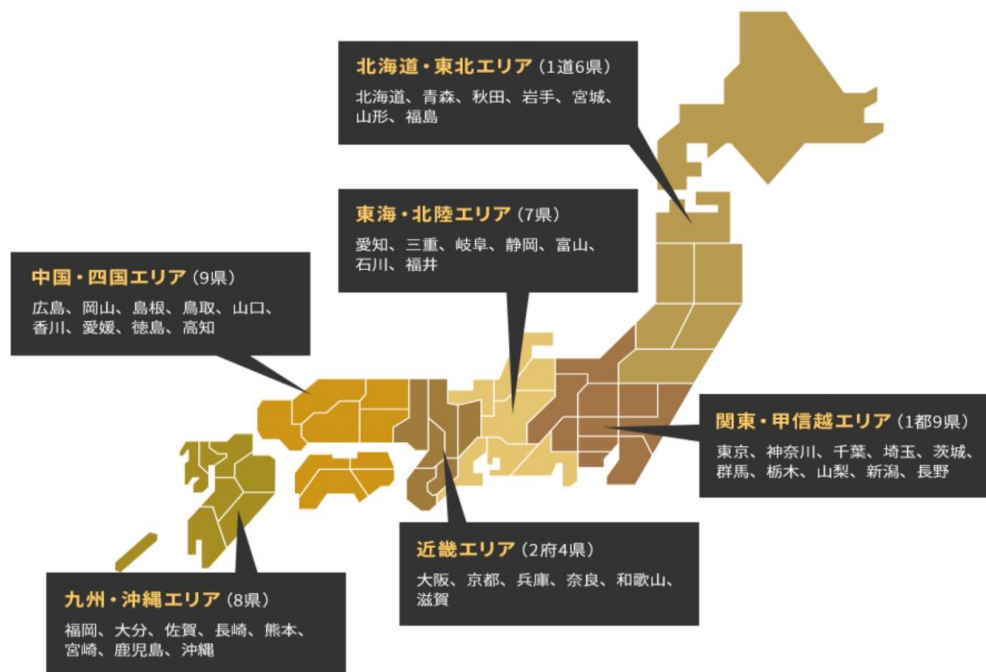 北海道・東北エリア(1道6県)
北海道、青森、秋田、岩手、宮城、
山形、福島
東海・北陸エリア(7県)
愛知、三重、岐阜、静岡、富山、
石川、福井
中国・四国エリア(9県)
広島、岡山、島根、鳥取、山口、
香川、愛媛、徳島、高知
関東・甲信越エリア(1都9県)
東京、神奈川、千葉、埼玉、茨城、
群馬、栃木、山梨、新潟、長野
近畿エリア(2府4県)
大阪、京都、兵庫、奈良、和歌山、
滋賀
九州・沖縄エリア(8県)
福岡、大分、佐賀、長崎、熊本、
宮崎、鹿児島、沖縄